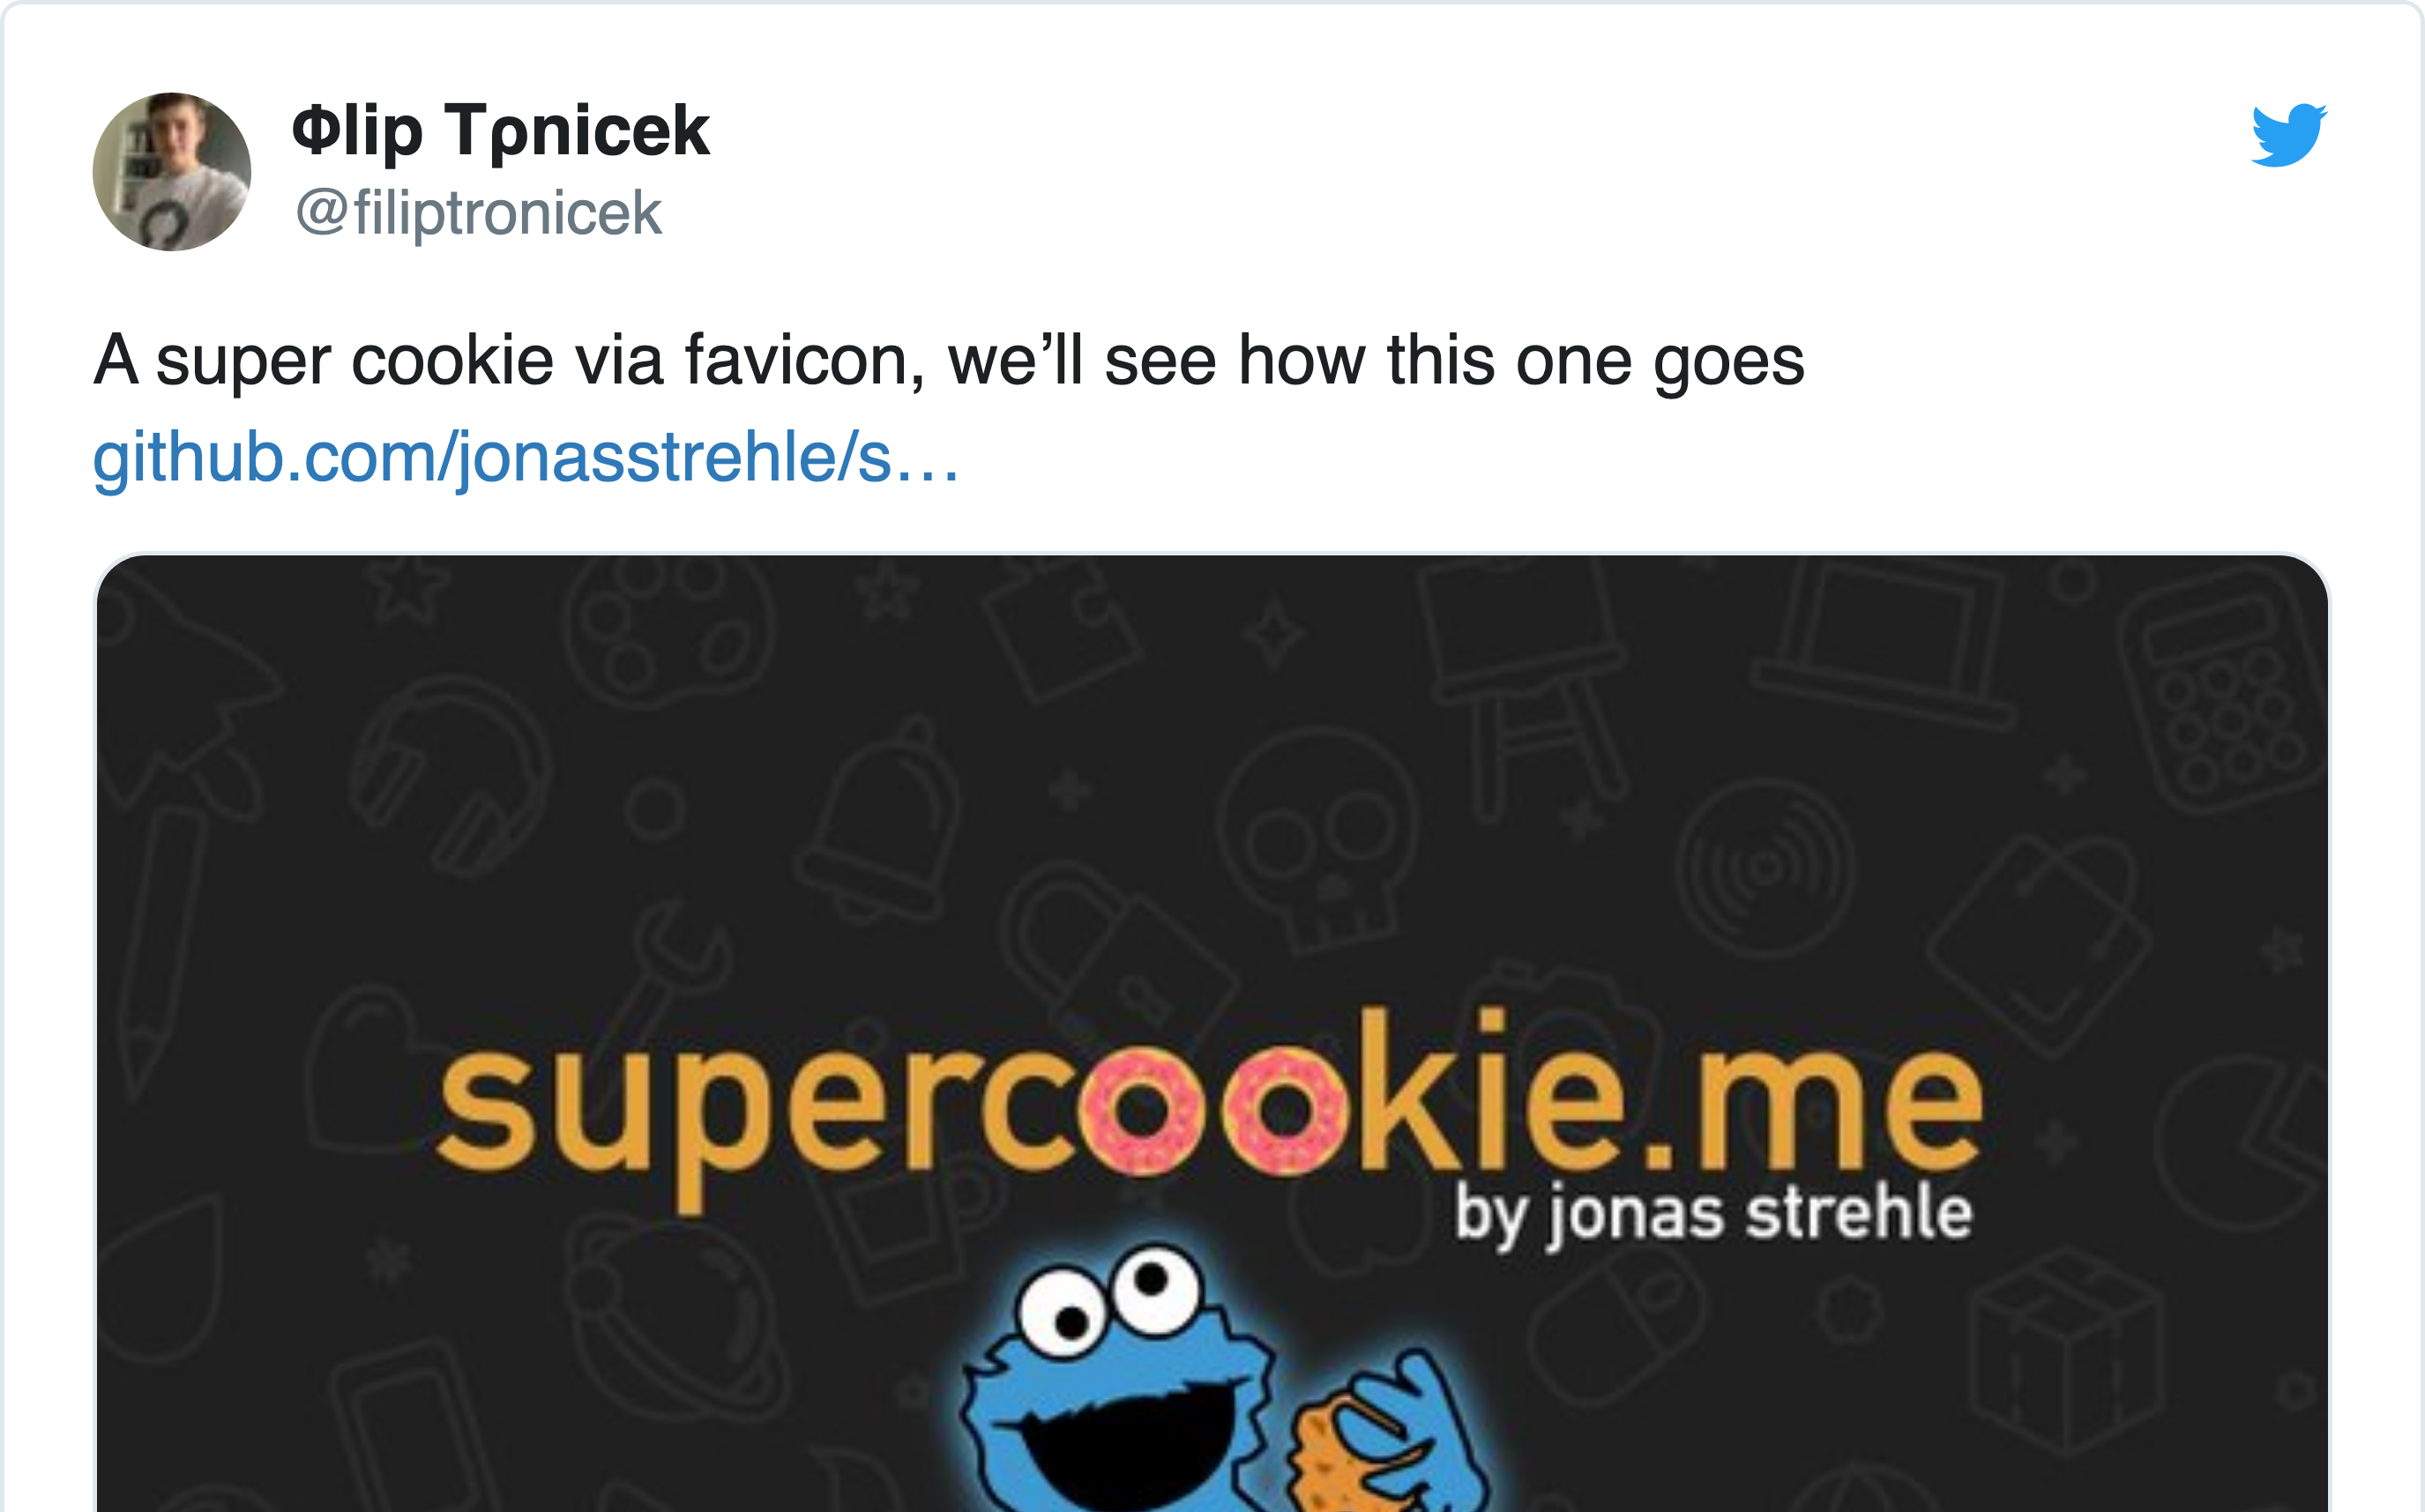 Φlip Tρnicek
@filiptronicek
A super cookie via favicon, we’ll see how this one goes
github.com/jonasstrehle/s…
supercookie.me
by jonas strehle